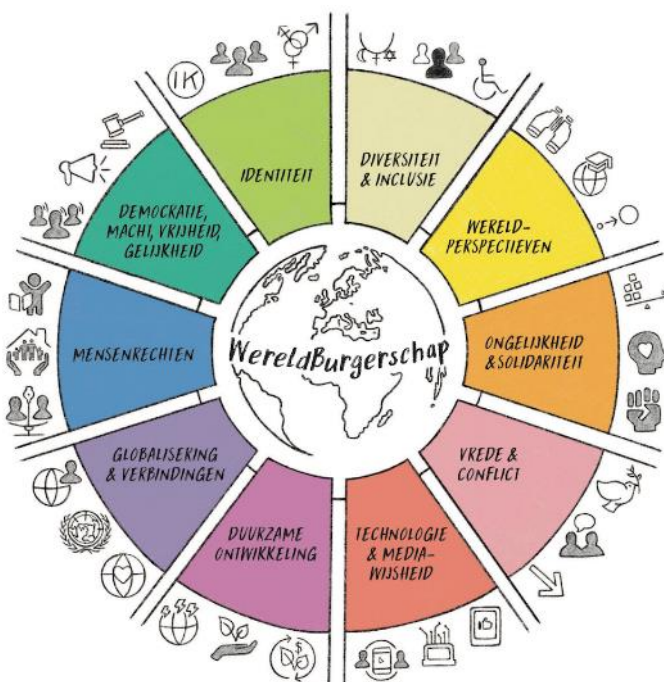 WereldBurgerschap
IK
IDENTITEIT
DIVERSITEIT
& INCLUSIE
WERELD-
PERSPECTIEVEN
ONGELIJKHEID
& SOLIDARITEIT
VREDE &
CONFLICT
TECHNOLOGIE
& MEDIA-
WIJSHEID
DUURZAME
ONTWIKKELING
GLOBALISERING
& VERBINDINGEN
MENSENRECHTEN
DEMOCRATIE,
MACHT, VRIJHEID,
GELIJKHEID
$